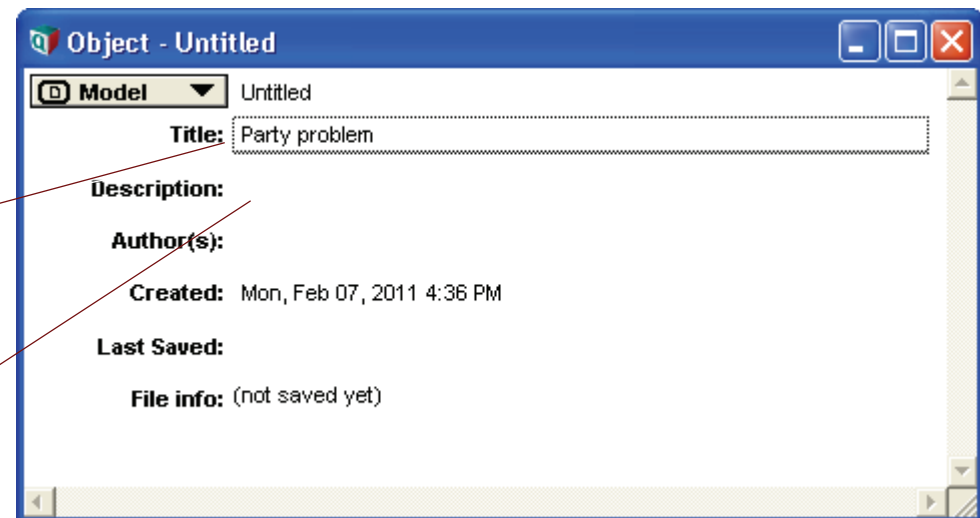 Object - Untitled
D Model Untitled
Title: Party problem
Description:
Author(s):
Created: Mon, Feb 07, 2011 4:36 PM
Last Saved:
File info: (not saved yet)